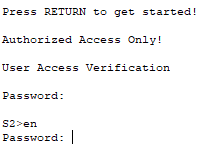 Press RETURN to get started!
Authorized Access Only!
User Access Verification
Password:
S2>en
Password: